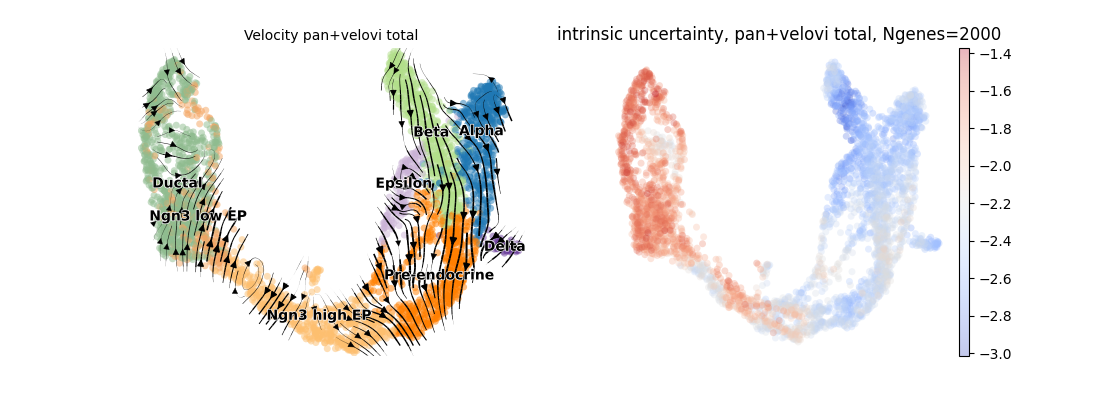 Velocity pan+velovi total
Beta
Alpha
Ductal
Epsilon
Ngn3 low EP
Delta
Pre-endocrine
Ngn3 high EP
intrinsic uncertainty, pan+velovi total, Ngenes=2000
−1.4
−1.6
−1.8
−2.0
−2.2
−2.4
−2.6
−2.8
−3.0